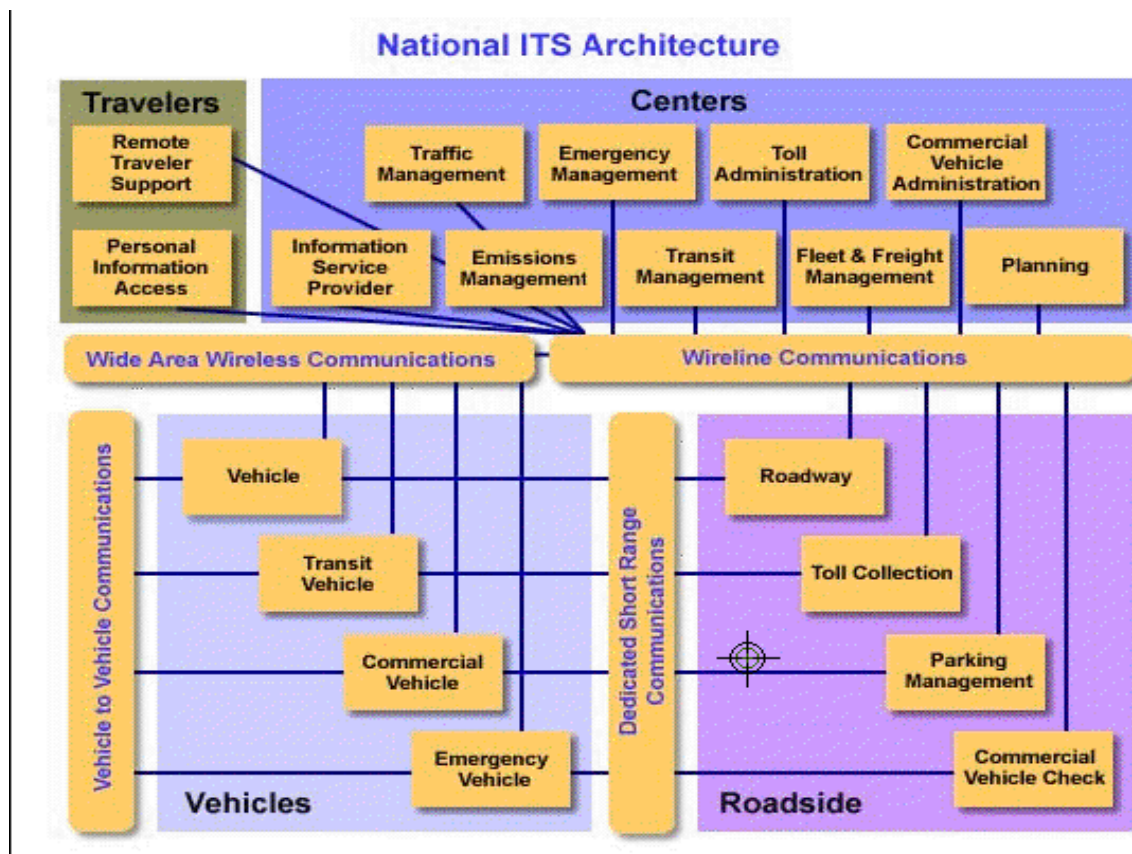 National ITS Architecture
Travelers
Remote
Traveler
Support
Personal
Information
Access
Centers
Traffic
Management
Emergency
Management
Toll
Administration
Commercial
Vehicle
Administration
Information
Service
Provider
Emissions
Management
Transit
Management
Fleet & Freight
Management
Planning
Wide Area Wireless Communications
Wireline Communications
Vehicle to Vehicle Communications
Vehicle
Transit
Vehicle
Commercial
Vehicle
Emergency
Vehicle
Vehicles
Dedicated Short Range
Communications
Roadway
Toll Collection
Parking
Management
Commercial
Vehicle Check
Roadside